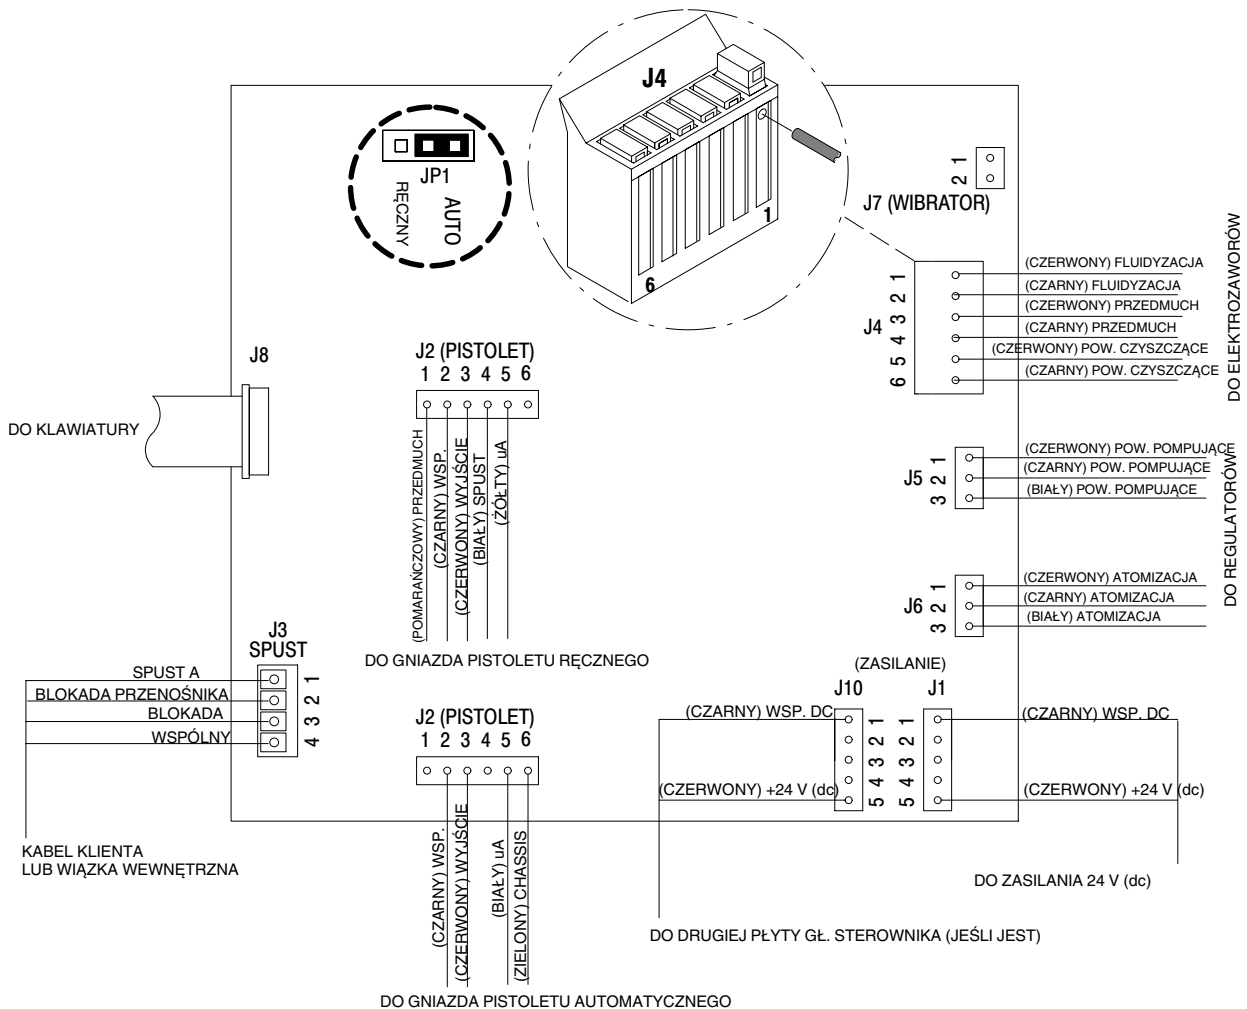 J4
1
6
JP1
RĘCZNY
AUTO
1
2
J7 (WIBRATOR)
J4
1
2
3
4
5
6
(CZERWONY) FLUIDYZACJA
(CZARNY) FLUIDYZACJA
(CZERWONY) PRZEDMUCH
(CZARNY) PRZEDMUCH
(CZERWONY) POW. CZYSZCZĄCE
(CZARNY) POW. CZYSZCZĄCE
DO ELEKTROZAWORÓW
J8
DO KLAWIATURY
J2 (PISTOLET)
1 2 3 4 5 6
(POMARAŃCZOWY) PRZEDMUCH
(CZARNY) WSP.
(CZERWONY) WYJŚCIE
(BIAŁY) SPUST
(ŻÓŁTY) uA
DO GNIAZDA PISTOLETU RĘCZNEGO
J5
1
2
3
(CZERWONY) POW. POMPUJĄCE
(CZARNY) POW. POMPUJĄCE
(BIAŁY) POW. POMPUJĄCE
J6
1
2
3
(CZERWONY) ATOMIZACJA
(CZARNY) ATOMIZACJA
(BIAŁY) ATOMIZACJA
DO REGULATORÓW
J3
SPUST
SPUST A
1
BLOKADA PRZENOŚNIKA
2
BLOKADA
3
WSPÓLNY
4
KABEL KLIENTA
LUB WIĄZKA WEWNĘTRZNA
J2 (PISTOLET)
1 2 3 4 5 6
(CZARNY) WSP.
(CZERWONY) WYJŚCIE
(BIAŁY) uA
(ZIELONY) CHASSIS
DO GNIAZDA PISTOLETU AUTOMATYCZNEGO
(ZASILANIE)
J10
J1
(CZARNY) WSP. DC
1 1
2 2
3 3
4 4
5 5
(CZERWONY) +24 V (dc)
(CZARNY) WSP. DC
(CZERWONY) +24 V (dc)
DO ZASILANIA 24 V (dc)
DO DRUGIEJ PŁYTY GŁ. STEROWNIKA (JEŚLI JEST)